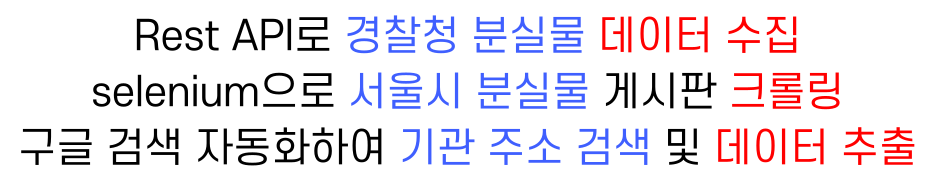 Rest API로 경찰청 분실물 데이터 수집
selenium으로 서울시 분실물 게시판 크롤링
구글 검색 자동화하여 기관 주소 검색 및 데이터 추출